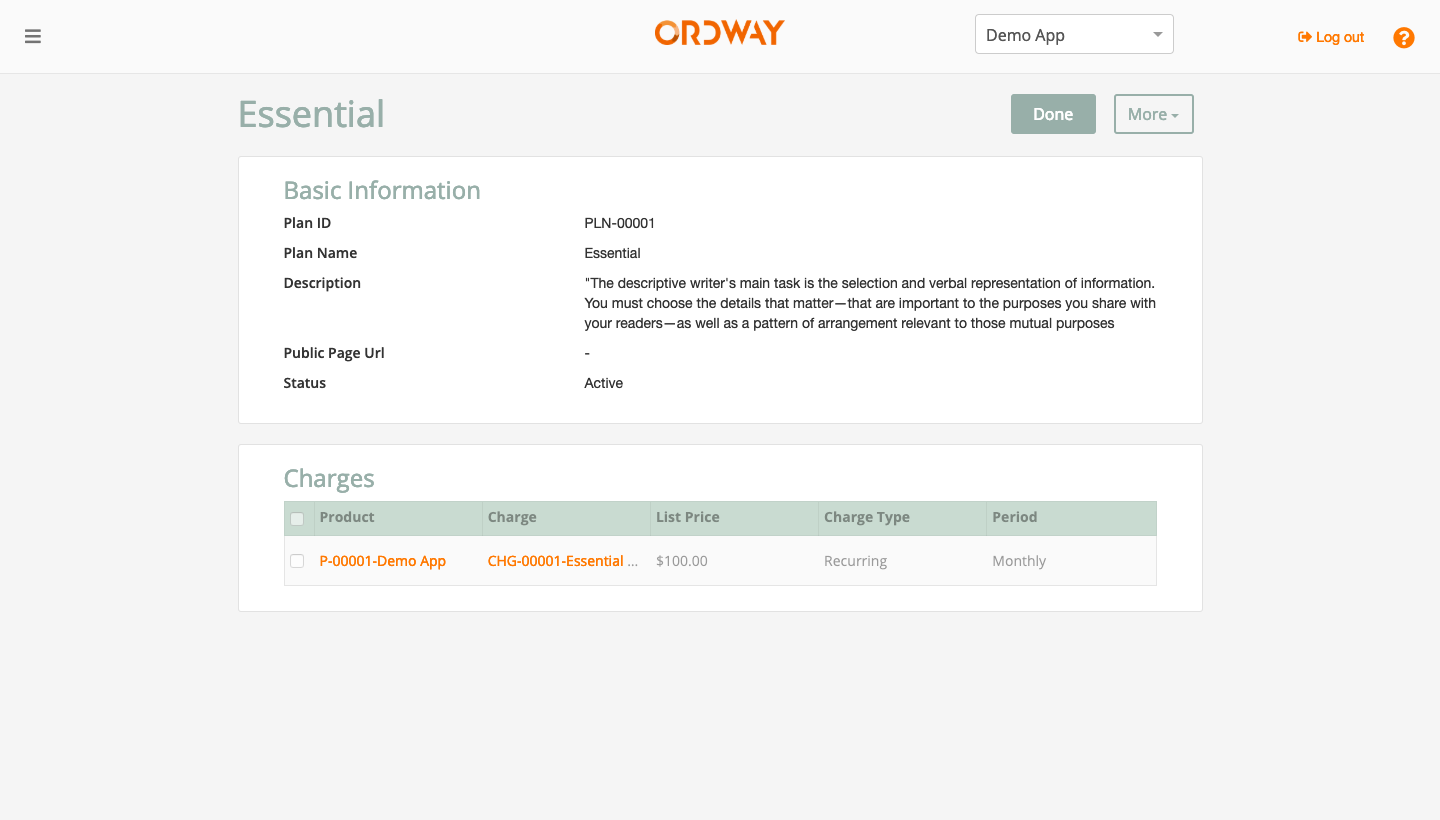 ORDWAY
Demo App
Log out
?
Essential
Done
More
Basic Information
Plan ID
PLN-00001
Plan Name
Essential
Description
"The descriptive writer's main task is the selection and verbal representation of information.
You must choose the details that matter—that are important to the purposes you share with
your readers—as well as a pattern of arrangement relevant to those mutual purposes
Public Page Url
-
Status
Active
Charges
Product Charge List Price Charge Type Period
P-00001-Demo App CHG-00001-Essential ... $100.00 Recurring Monthly